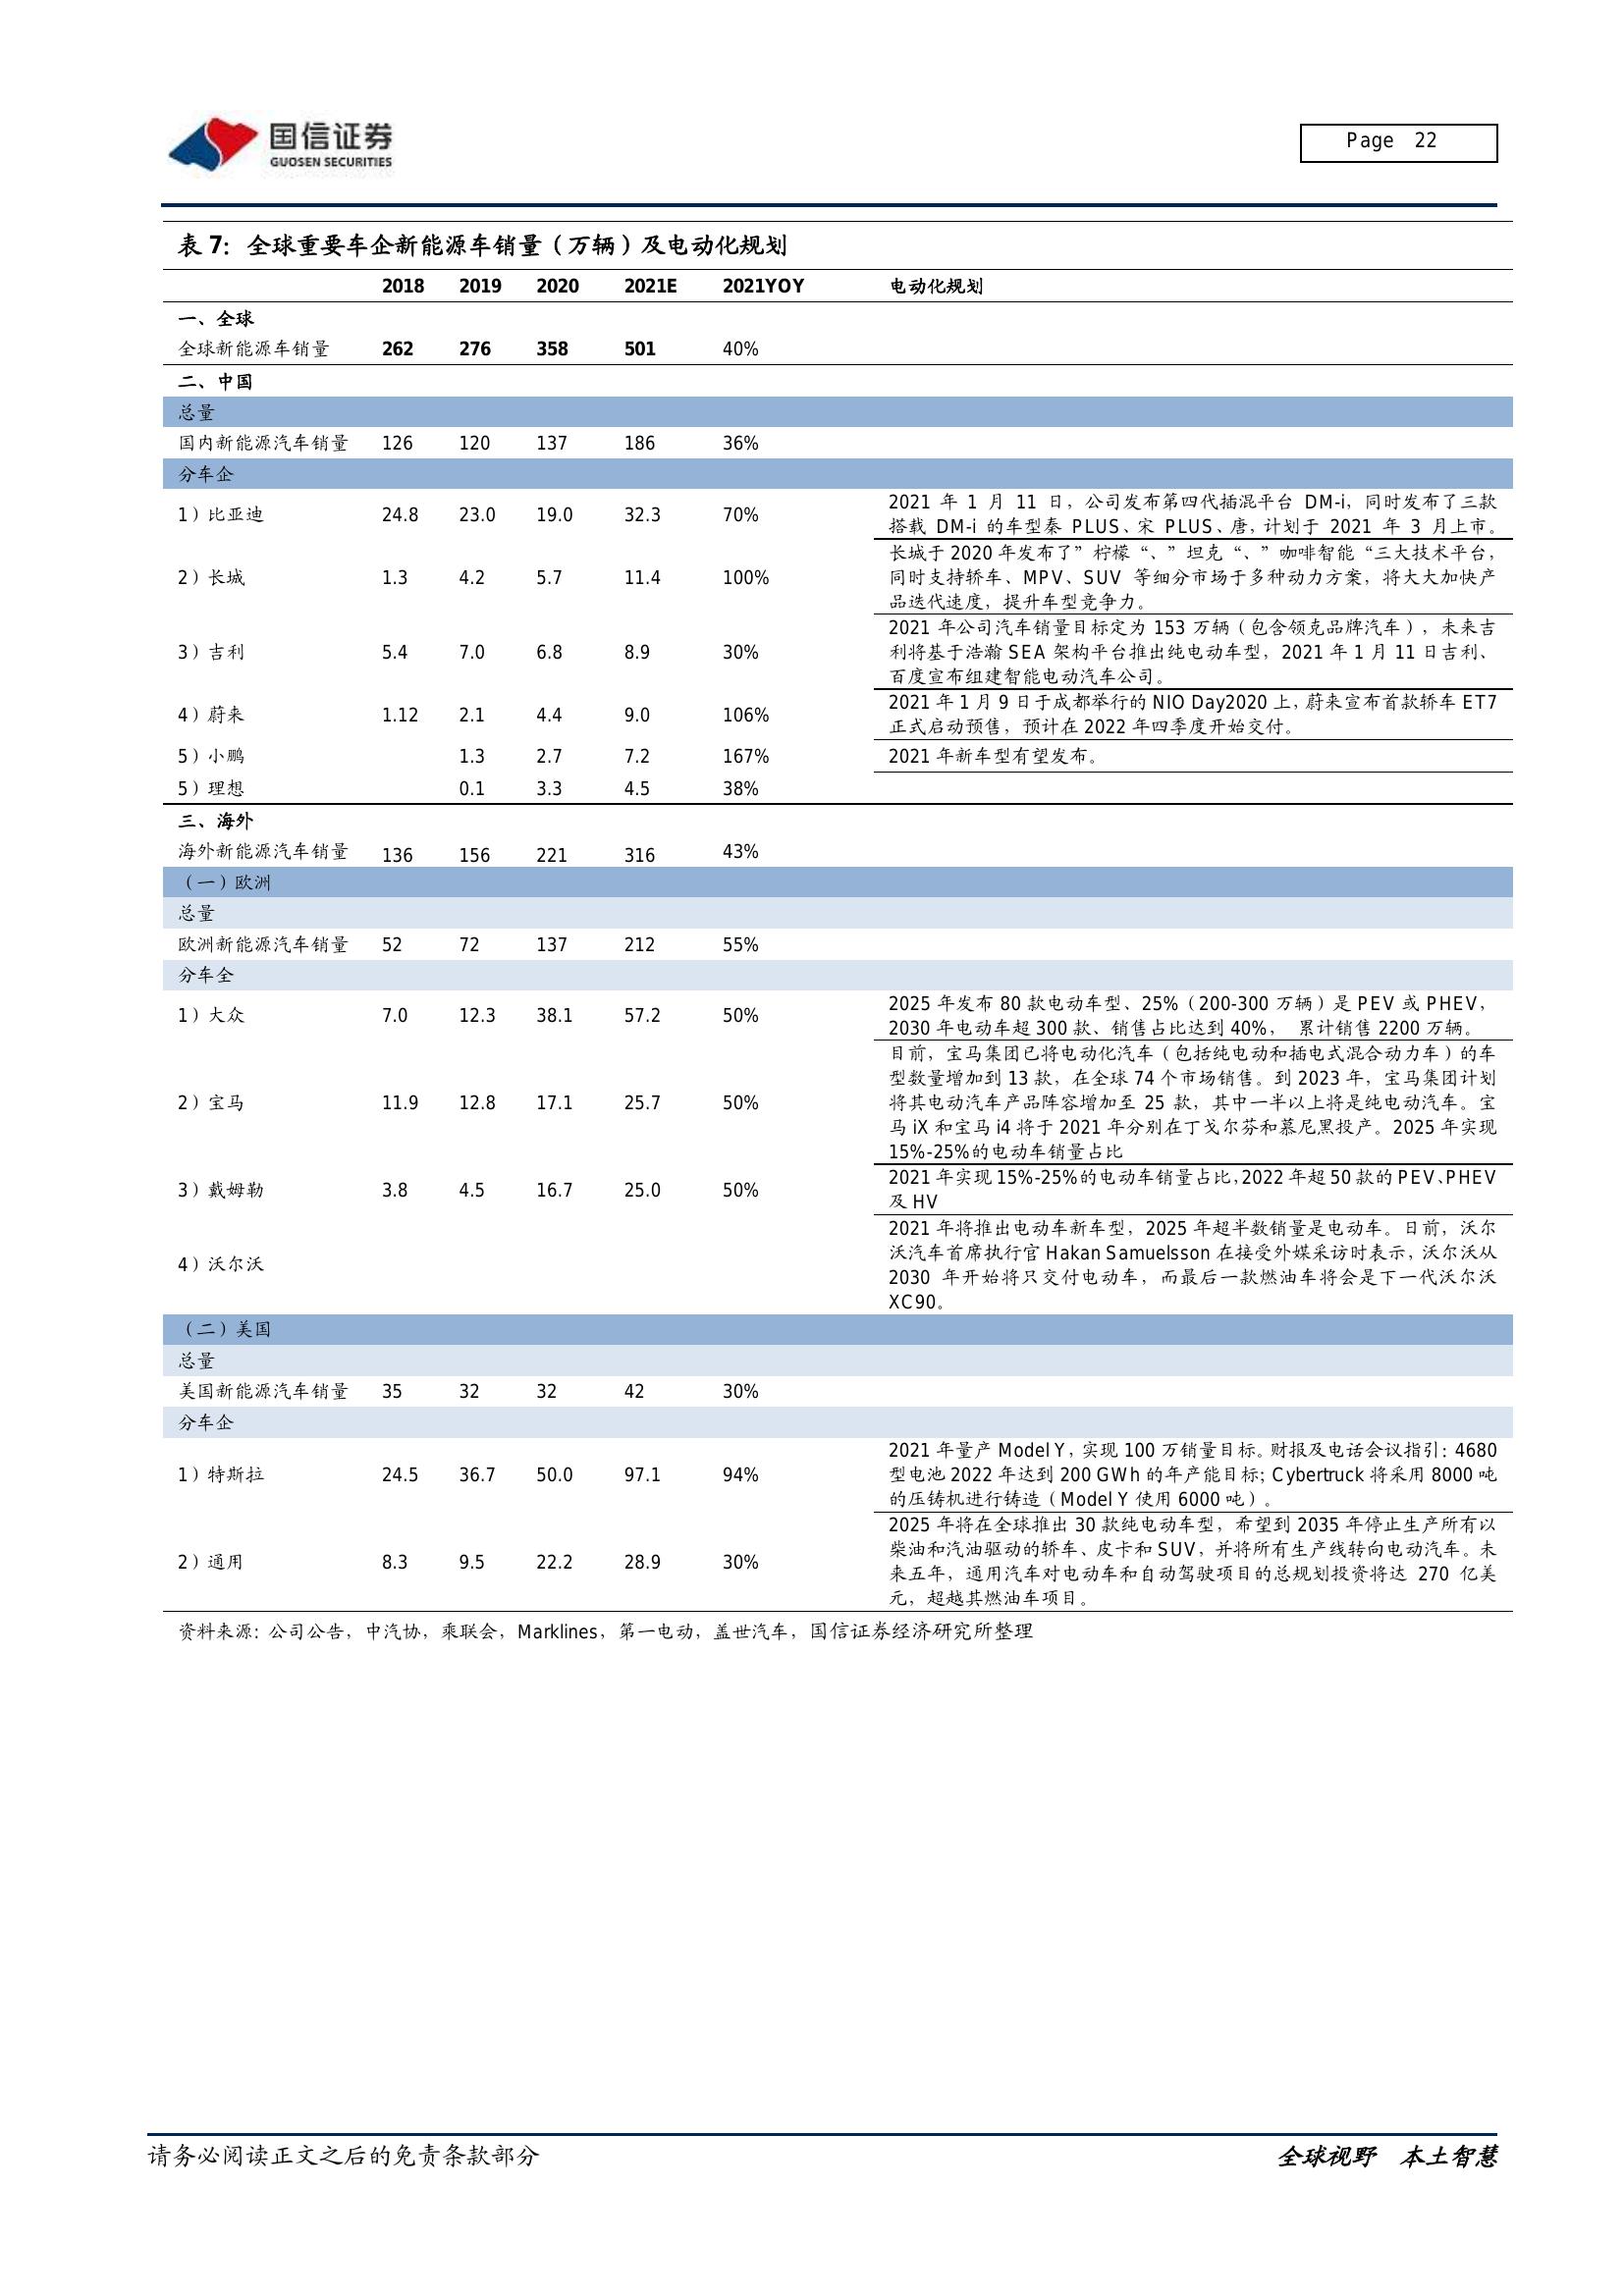 国信证券
GUOSEN SECURITIES
Page 22
表 7：全球重要车企新能源车销量（万辆）及电动化规划
2018 2019 2020 2021E 2021YOY 电动化规划
一、全球
全球新能源车销量 262 276 358 501 40%
二、中国
总量
国内新能源汽车销量 126 120 137 186 36%
分车企
1）比亚迪 24.8 23.0 19.0 32.3 70%
2021 年 1 月 11 日，公司发布第四代插混平台 DM-i，同时发布了三款
搭载 DM-i 的车型秦 PLUS、宋 PLUS、唐，计划于 2021 年 3 月上市。
2）长城 1.3 4.2 5.7 11.4 100%
长城于 2020 年发布了”柠檬“、”坦克“、”咖啡智能“三大技术平台，
同时支持轿车、MPV、SUV 等细分市场于多种动力方案，将大大加快产
品迭代速度，提升车型竞争力。
3）吉利 5.4 7.0 6.8 8.9 30%
2021 年公司汽车销量目标定为 153 万辆（包含领克品牌汽车），未来吉
利将基于浩瀚 SEA 架构平台推出纯电动车型，2021 年 1 月 11 日吉利、
百度宣布组建智能电动汽车公司。
4）蔚来 1.12 2.1 4.4 9.0 106%
2021 年 1 月 9 日于成都举行的 NIO Day2020 上，蔚来宣布首款轿车 ET7
正式启动预售，预计在 2022 年四季度开始交付。
5）小鹏 1.3 2.7 7.2 167% 2021 年新车型有望发布。
5）理想 0.1 3.3 4.5 38%
三、海外
海外新能源汽车销量 136 156 221 316 43%
（一）欧洲
总量
欧洲新能源汽车销量 52 72 137 212 55%
分车全
1）大众 7.0 12.3 38.1 57.2 50%
2025 年发布 80 款电动车型、25%（200-300 万辆）是 PEV 或 PHEV，
2030 年电动车超 300 款、销售占比达到 40%， 累计销售 2200 万辆。
2）宝马 11.9 12.8 17.1 25.7 50%
目前，宝马集团已将电动化汽车（包括纯电动和插电式混合动力车）的车
型数量增加到 13 款，在全球 74 个市场销售。到 2023 年，宝马集团计划
将其电动汽车产品阵容增加至 25 款，其中一半以上将是纯电动汽车。宝
马 iX 和宝马 i4 将于 2021 年分别在丁戈尔芬和慕尼黑投产。2025 年实现
15%-25%的电动车销量占比
3）戴姆勒 3.8 4.5 16.7 25.0 50%
2021 年实现 15%-25%的电动车销量占比，2022 年超 50 款的 PEV、PHEV
及 HV
4）沃尔沃
2021 年将推出电动车新车型，2025 年超半数销量是电动车。日前，沃尔
沃汽车首席执行官 Hakan Samuelsson 在接受外媒采访时表示，沃尔沃从
2030 年开始将只交付电动车，而最后一款燃油车将会是下一代沃尔沃
XC90。
（二）美国
总量
美国新能源汽车销量 35 32 32 42 30%
分车企
1）特斯拉 24.5 36.7 50.0 97.1 94%
2021 年量产 Model Y，实现 100 万销量目标。财报及电话会议指引：4680
型电池 2022 年达到 200 GWh 的年产能目标；Cybertruck 将采用 8000 吨
的压铸机进行铸造（Model Y 使用 6000 吨）。
2）通用 8.3 9.5 22.2 28.9 30%
2025 年将在全球推出 30 款纯电动车型，希望到 2035 年停止生产所有以
柴油和汽油驱动的轿车、皮卡和 SUV，并将所有生产线转向电动汽车。未
来五年，通用汽车对电动车和自动驾驶项目的总规划投资将达 270 亿美
元，超越其燃油车项目。
资料来源：公司公告，中汽协，乘联会，Marklines，第一电动，盖世汽车，国信证券经济研究所整理
请务必阅读正文之后的免责条款部分
全球视野 本土智慧